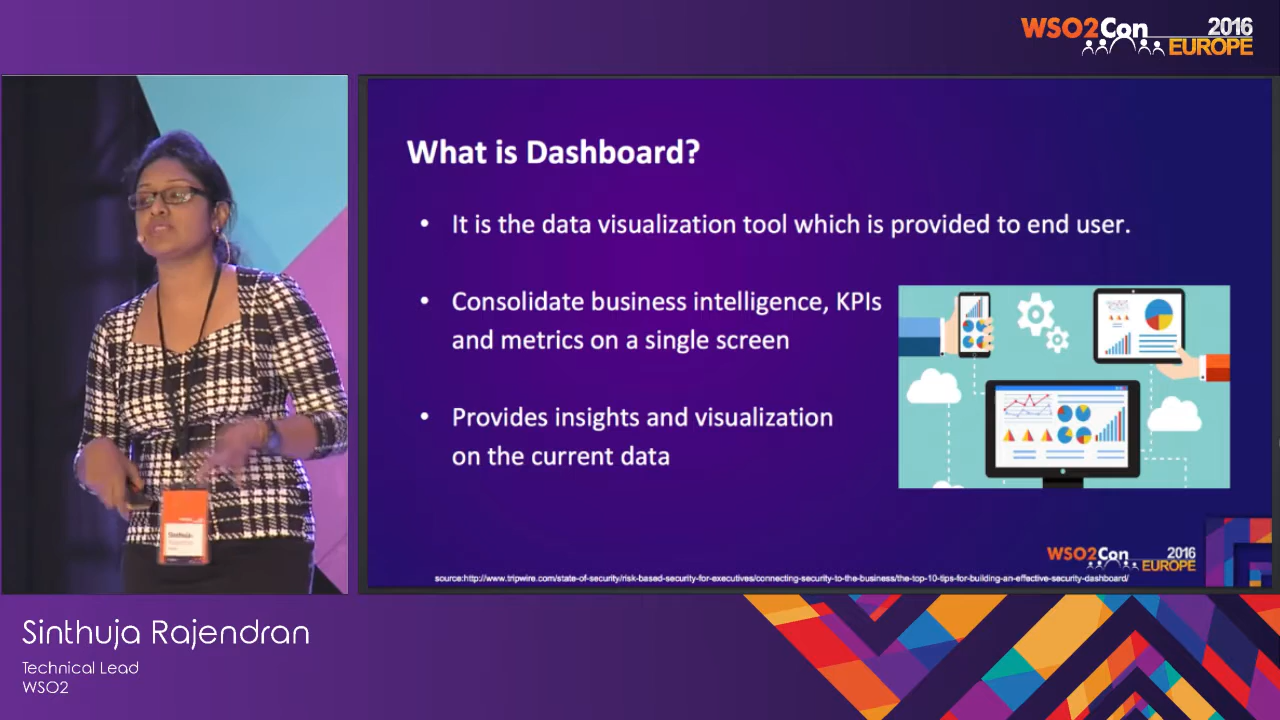 WSO2Con 2016
EUROPE
What is Dashboard?
• It is the data visualization tool which is provided to end user.
• Consolidate business intelligence, KPIs
and metrics on a single screen
• Provides insights and visualization
on the current data
WSO2Con 2016
EUROPE
source:http://www.tripwire.com/state-of-security/risk-based-security-for-executives/connecting-security-to-the-business/the-top-10-tips-for-building-an-effective-security-dashboard/
Sinthuja
Sinthuja Rajendran
Technical Lead
WSO2